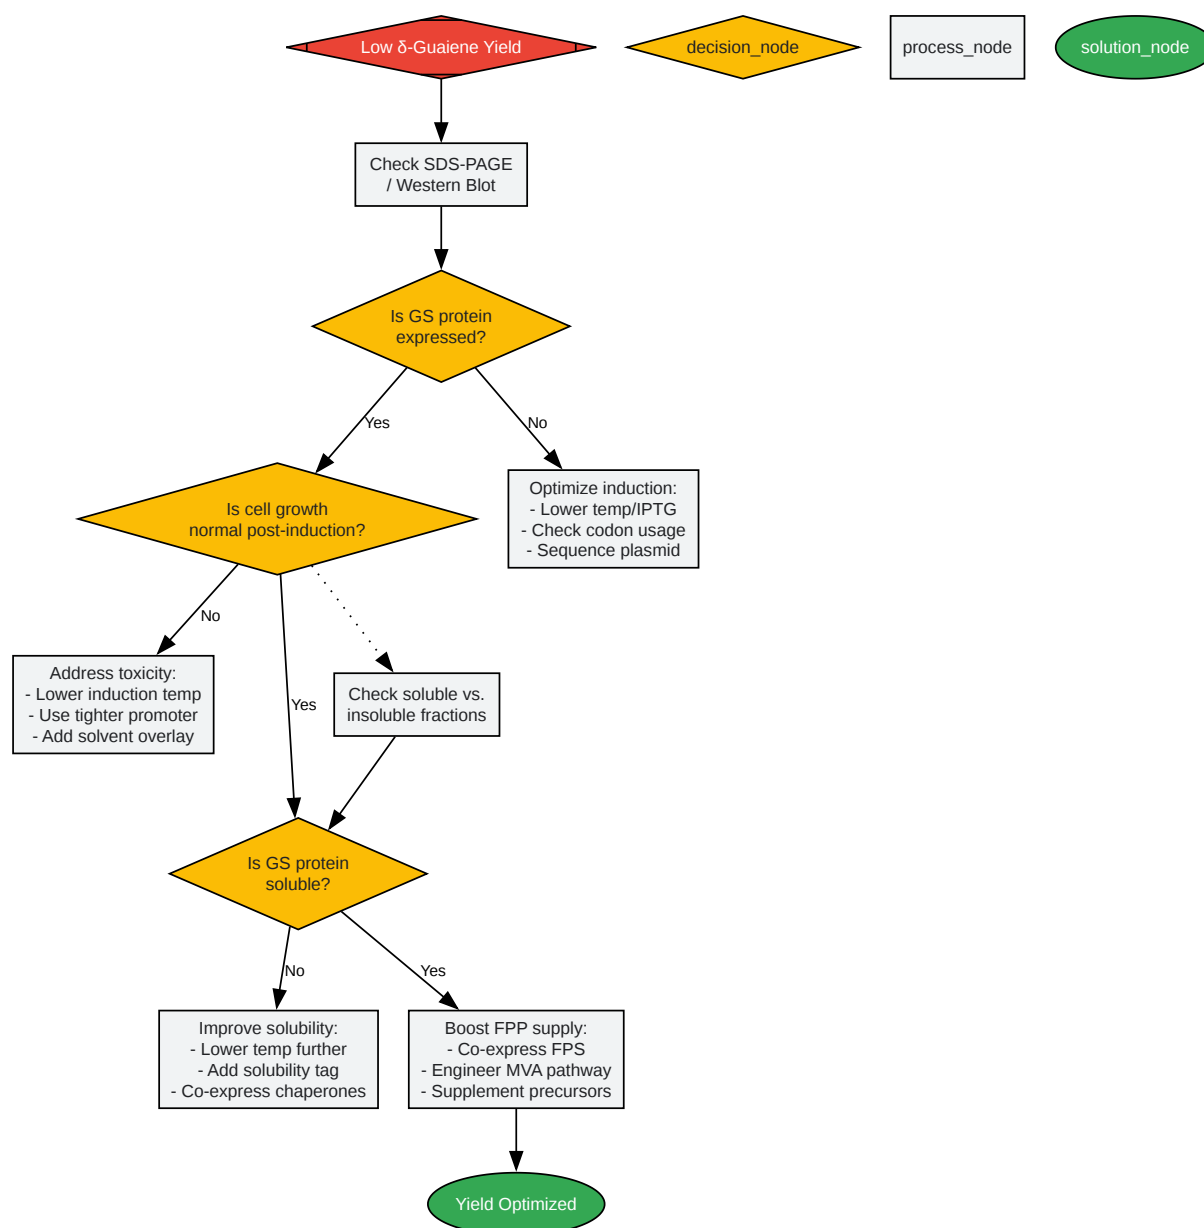 Low δ-Guaiene Yield
decision_node
process_node
solution_node
Check SDS-PAGE
/ Western Blot
Is GS protein
expressed?
Yes
No
Is cell growth
normal post-induction?
Optimize induction:
- Lower temp/IPTG
- Check codon usage
- Sequence plasmid
No
Yes
Address toxicity:
- Lower induction temp
- Use tighter promoter
- Add solvent overlay
Check soluble vs.
insoluble fractions
Is GS protein
soluble?
No
Yes
Improve solubility:
- Lower temp further
- Add solubility tag
- Co-express chaperones
Boost FPP supply:
- Co-express FPS
- Engineer MVA pathway
- Supplement precursors
Yield Optimized